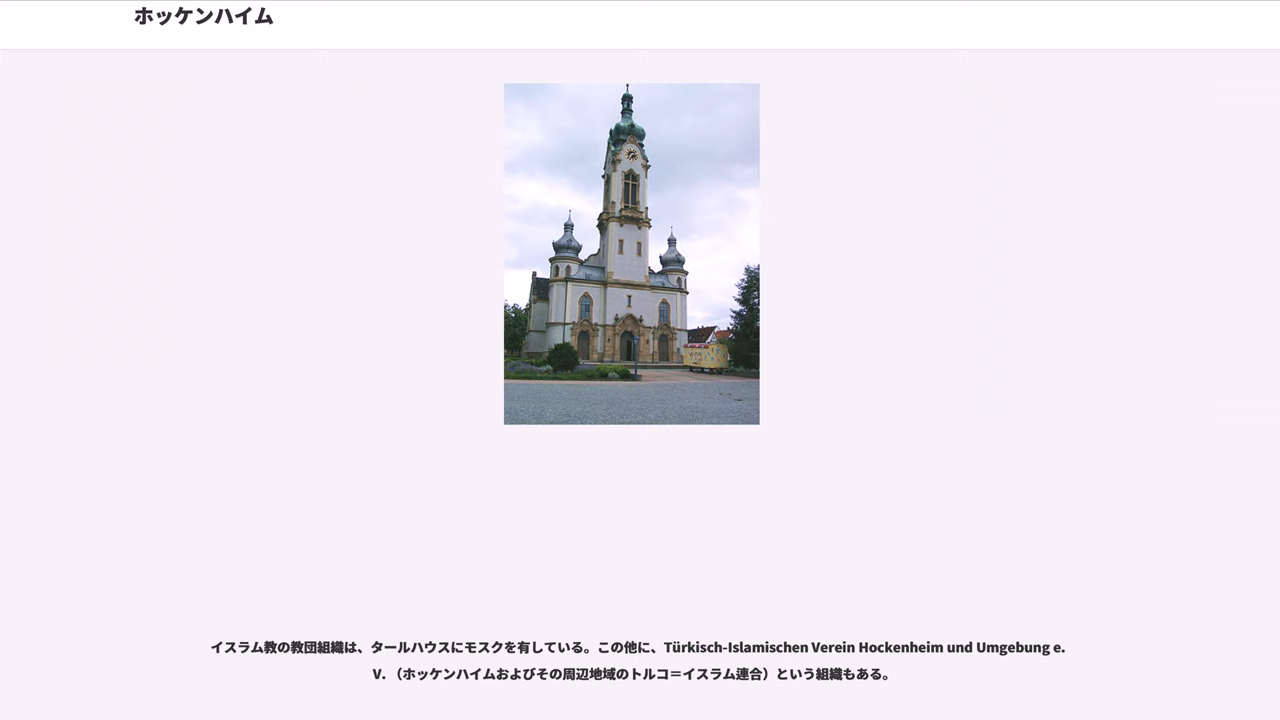 ホッケンハイム
イスラム教の教団組織は、タールハウスにモスクを有している。この他に、Türkisch-Islamischen Verein Hockenheim und Umgebung e.
V. （ホッケンハイムおよびその周辺地域のトルコ＝イスラム連合）という組織もある。